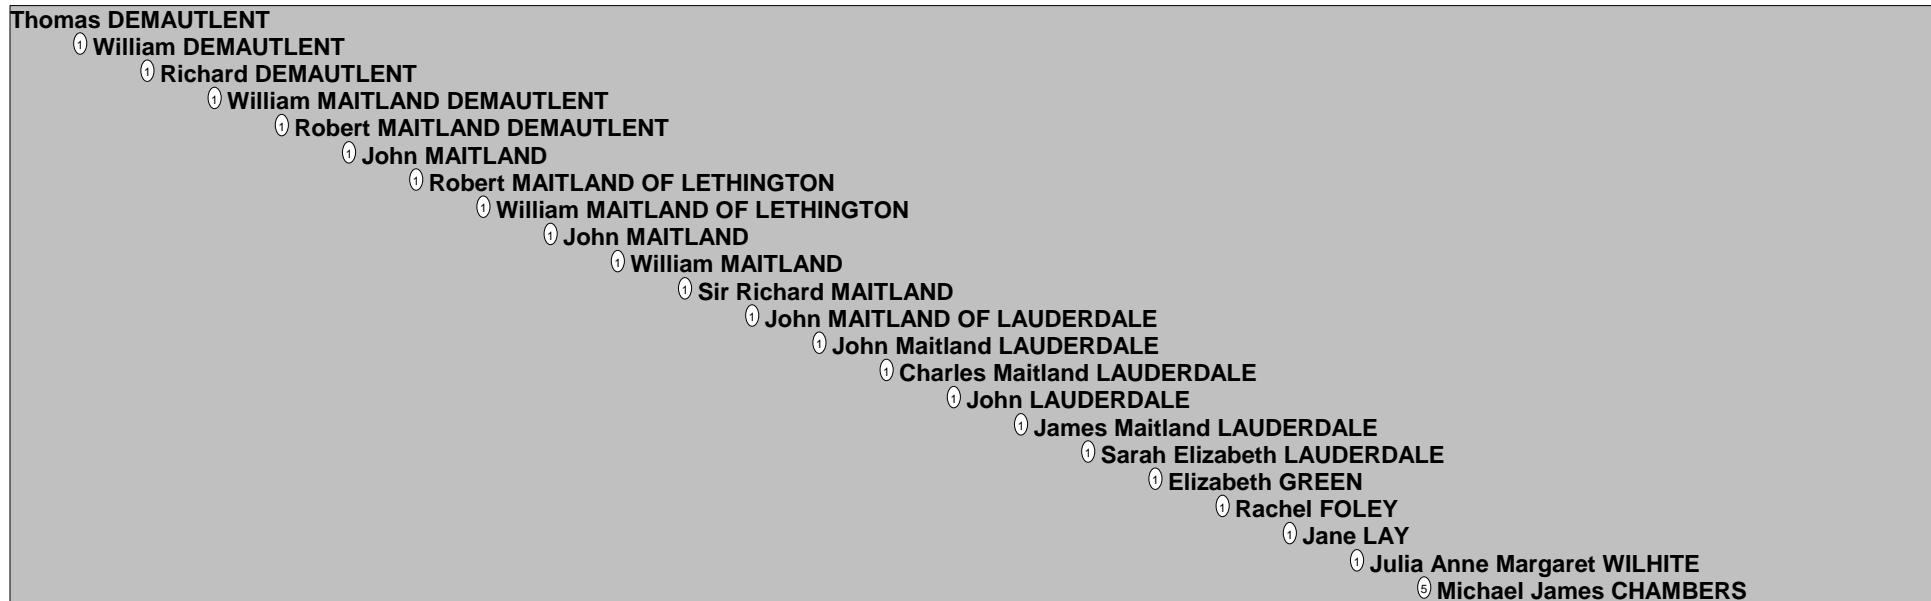 Thomas DEMAUTLENT
1 William DEMAUTLENT
1 Richard DEMAUTLENT
1 William MAITLAND DEMAUTLENT
1 Robert MAITLAND DEMAUTLENT
1 John MAITLAND
1 Robert MAITLAND OF LETHINGTON
1 William MAITLAND OF LETHINGTON
1 John MAITLAND
1 William MAITLAND
1 Sir Richard MAITLAND
1 John MAITLAND OF LAUDERDALE
1 John Maitland LAUDERDALE
1 Charles Maitland LAUDERDALE
1 John LAUDERDALE
1 James Maitland LAUDERDALE
1 Sarah Elizabeth LAUDERDALE
1 Elizabeth GREEN
1 Rachel FOLEY
1 Jane LAY
1 Julia Anne Margaret WILHITE
5 Michael James CHAMBERS